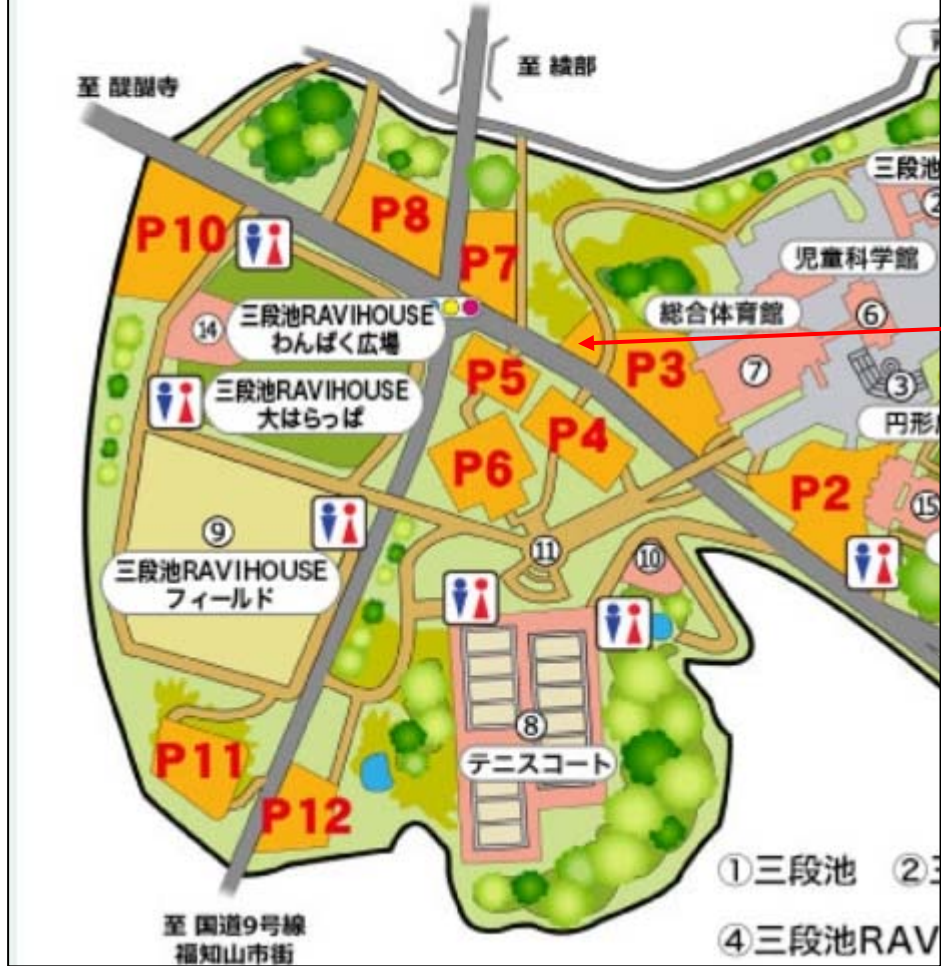 至 綾部
至 醍醐寺
三段池
P8
P10
P7
児童科学館
⑥
総合体育館
三段池RAVIHOUSE
わんぱく広場
⑭
P3
⑦
③
P5
三段池RAVIHOUSE
大はらっぱ
円形
P4
P6
P2
⑮
⑨
三段池RAVIHOUSE
フィールド
⑪
⑩
⑧
テニスコート
P11
P12
①三段池 ②
④三段池RAV
至 国道9号線
福知山市街